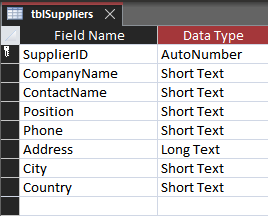 tblSuppliers
Field Name Data Type
SupplierID AutoNumber
CompanyName Short Text
ContactName Short Text
Position Short Text
Phone Short Text
Address Long Text
City Short Text
Country Short Text